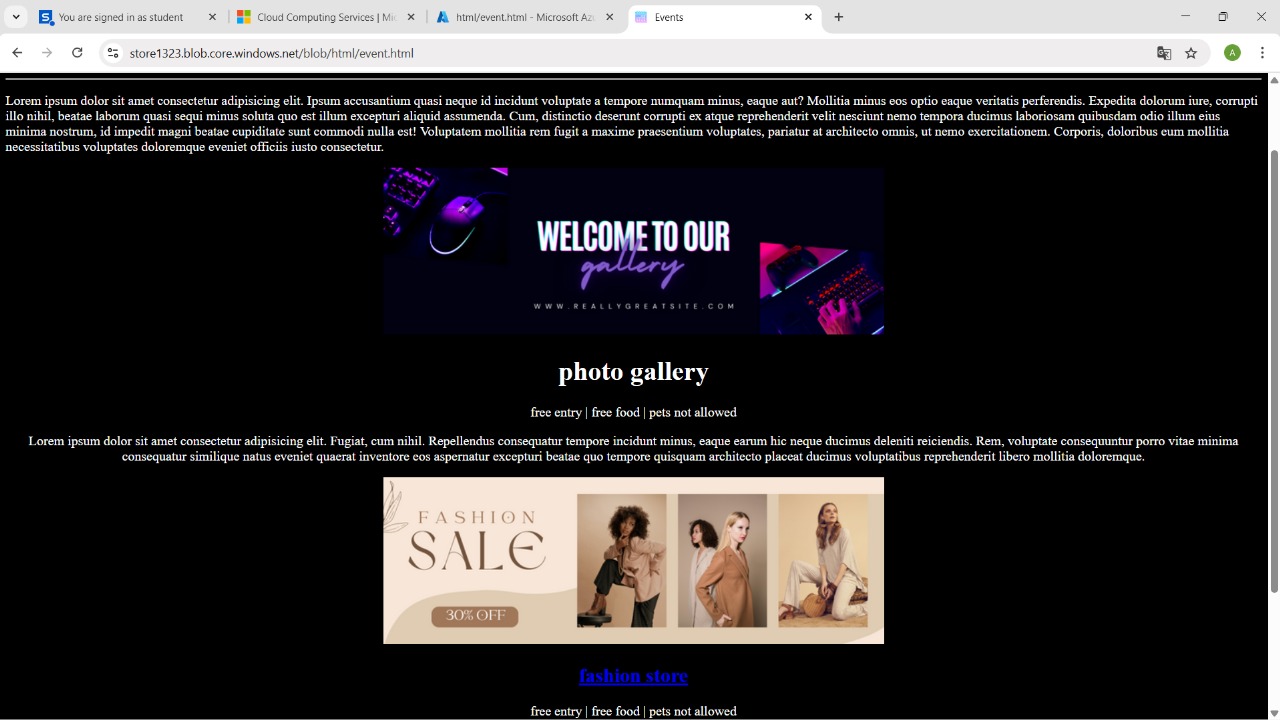 You are signed in as student
Cloud Computing Services | Mic
html/event.html - Microsoft Az
Events
store1323.blob.core.windows.net/blob/html/event.html
A
Lorem ipsum dolor sit amet consectetur adipisicing elit. Ipsum accusantium quasi neque id incidunt voluptate a tempore numquam minus, eaque aut? Mollitia minus eos optio eaque veritatis perferendis. Expedita dolorum iure, corrupti
illo nihil, beatae laborum quasi sequi minus soluta quo est illum excepturi aliquid assumenda. Cum, distinctio deserunt corrupti ex atque reprehenderit velit nesciunt nemo tempora ducimus laboriosam quibusdam odio illum eius
minima nostrum, id impedit magni beatae cupiditate sunt commodi nulla est! Voluptatem mollitia rem fugit a maxime praesentium voluptates, pariatur at architecto omnis, ut nemo exercitationem. Corporis, doloribus eum mollitia
necessitatibus voluptates doloremque eveniet officiis iusto consectetur.
WELCOME TO OUR
gallery
WWW.REALLYGREATSITE.COM
photo gallery
free entry | free food | pets not allowed
Lorem ipsum dolor sit amet consectetur adipisicing elit. Fugiat, cum nihil. Repellendus consequatur tempore incidunt minus, eaque earum hic neque ducimus deleniti reiciendis. Rem, voluptate consequuntur porro vitae minima
consequatur similique natus eveniet quaerat inventore eos aspernatur excepturi beatae quo tempore quisquam architecto placeat ducimus voluptatibus reprehenderit libero mollitia doloremque.
FASHION
SALE
30% OFF
fashion store
free entry | free food | pets not allowed